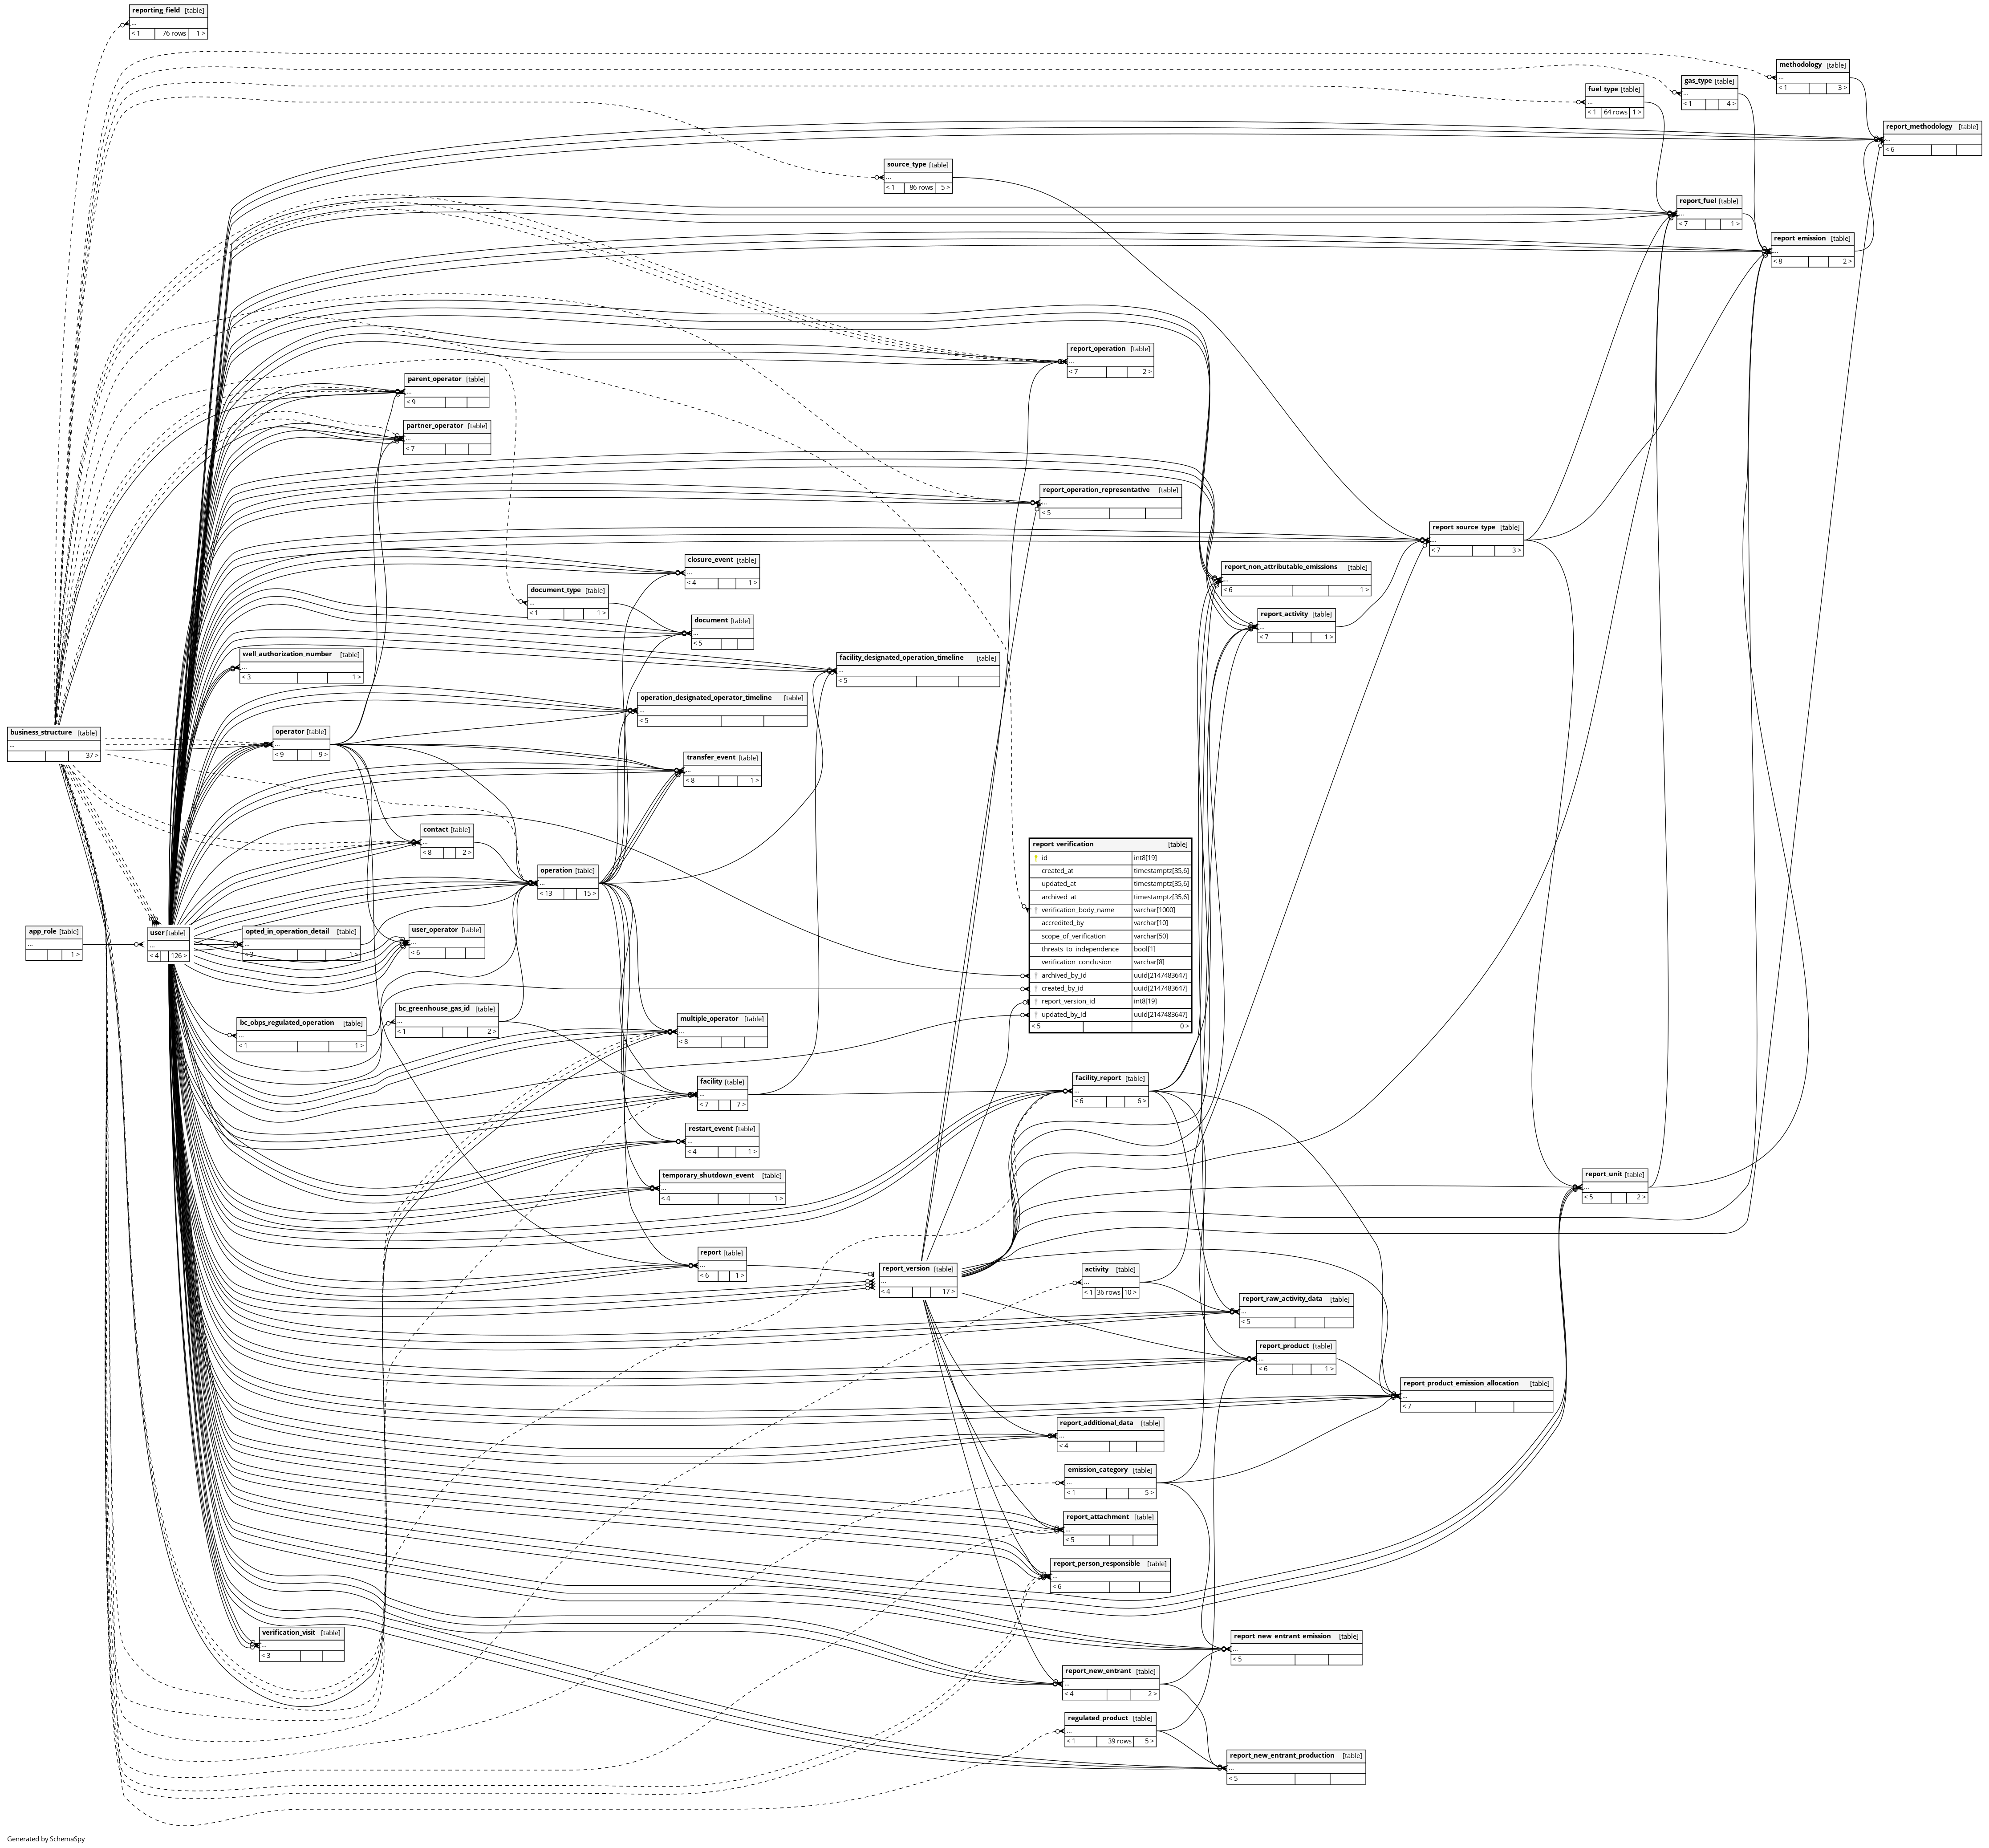 reporting_field [table]
...
< 1 76 rows 1 >
methodology [table]
...
< 1 3 >
gas_type [table]
...
< 1 4 >
fuel_type [table]
...
< 1 64 rows 1 >
report_methodology [table]
...
< 6
source_type [table]
...
< 1 86 rows 5 >
report_fuel [table]
...
< 7 1 >
report_emission [table]
...
< 8 2 >
report_operation [table]
...
< 7 2 >
parent_operator [table]
...
< 9
partner_operator [table]
...
< 7
report_operation_representative [table]
...
< 5
report_source_type [table]
...
< 7 3 >
closure_event [table]
...
< 4 1 >
report_non_attributable_emissions [table]
...
< 6 1 >
document_type [table]
...
< 1 1 >
report_activity [table]
...
< 7 1 >
document [table]
...
< 5
well_authorization_number [table]
...
< 3 1 >
facility_designated_operation_timeline [table]
...
< 5
operation_designated_operator_timeline [table]
...
< 5
business_structure [table]
...
37 >
operator [table]
...
< 9 9 >
transfer_event [table]
...
< 8 1 >
contact [table]
...
< 8 2 >
report_verification [table]
id int8[19]
created_at timestamptz[35,6]
updated_at timestamptz[35,6]
archived_at timestamptz[35,6]
verification_body_name varchar[1000]
accredited_by varchar[10]
scope_of_verification varchar[50]
threats_to_independence bool[1]
verification_conclusion varchar[8]
archived_by_id uuid[2147483647]
created_by_id uuid[2147483647]
report_version_id int8[19]
updated_by_id uuid[2147483647]
< 5 0 >
operation [table]
...
< 13 15 >
app_role [table]
...
1 >
user [table]
...
< 4 126 >
opted_in_operation_detail [table]
...
< 3 1 >
user_operator [table]
...
< 6
bc_greenhouse_gas_id [table]
...
< 1 2 >
bc_obps_regulated_operation [table]
...
< 1 1 >
multiple_operator [table]
...
< 8
facility [table]
...
< 7 7 >
facility_report [table]
...
< 6 6 >
restart_event [table]
...
< 4 1 >
temporary_shutdown_event [table]
...
< 4 1 >
report_unit [table]
...
< 5 2 >
report [table]
...
< 6 1 >
report_version [table]
...
< 4 17 >
activity [table]
...
< 1 36 rows 10 >
report_raw_activity_data [table]
...
< 5
report_product [table]
...
< 6 1 >
report_product_emission_allocation [table]
...
< 7
report_additional_data [table]
...
< 4
emission_category [table]
...
< 1 5 >
report_attachment [table]
...
< 5
report_person_responsible [table]
...
< 6
verification_visit [table]
...
< 3
report_new_entrant_emission [table]
...
< 5
report_new_entrant [table]
...
< 4 2 >
regulated_product [table]
...
< 1 39 rows 5 >
report_new_entrant_production [table]
...
< 5
Generated by SchemaSpy